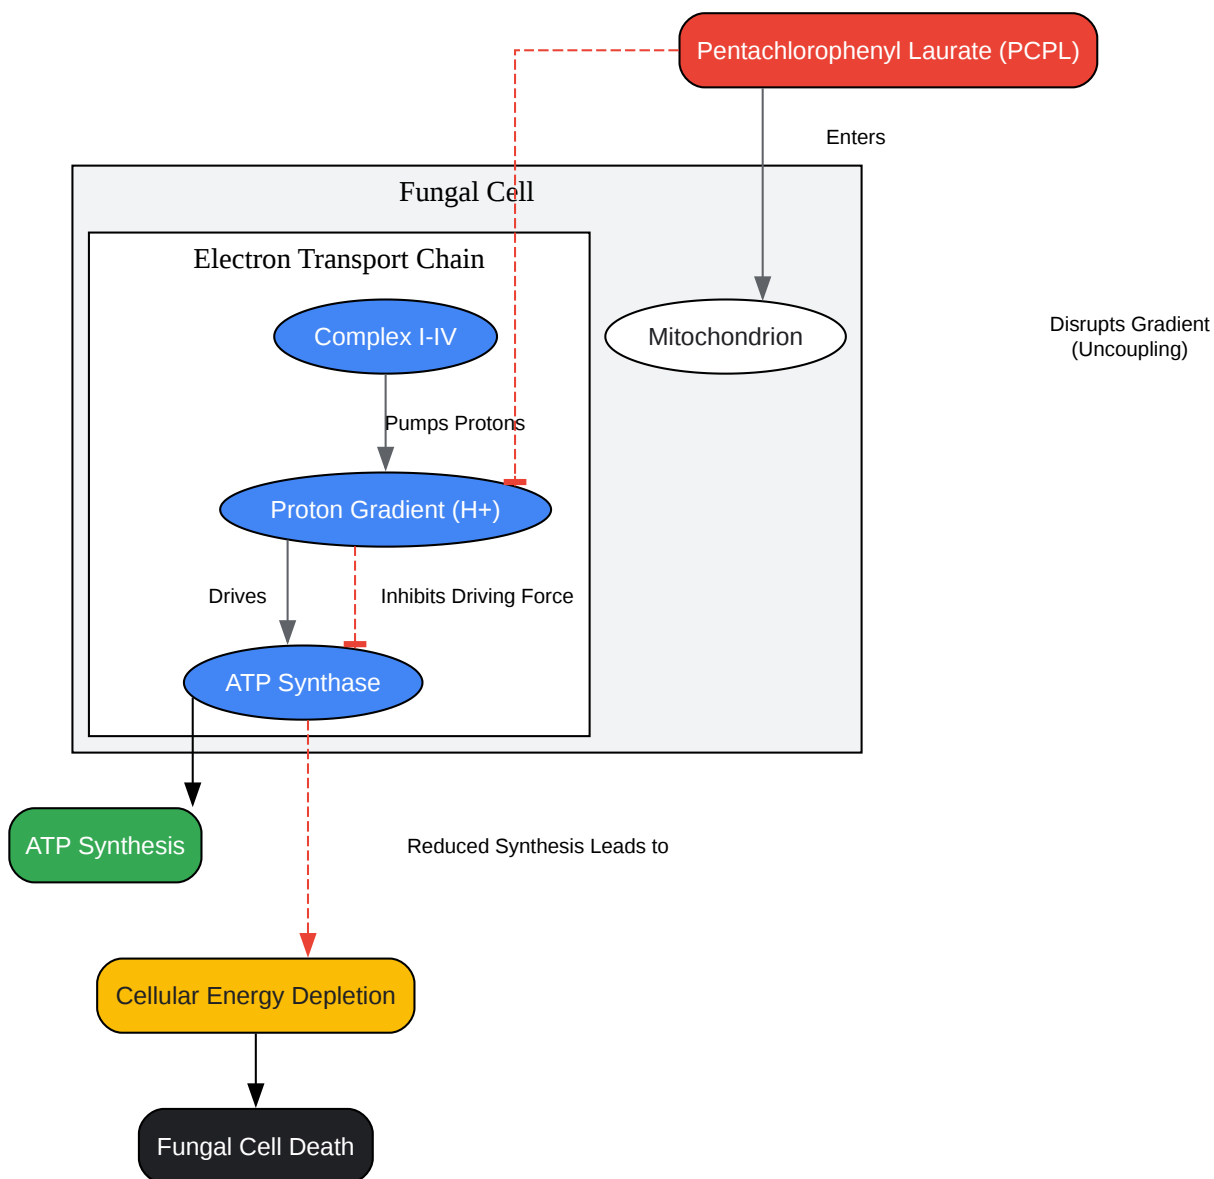 Pentachlorophenyl Laurate (PCPL)
Enters
Fungal Cell
Electron Transport Chain
Complex I-IV
Mitochondrion
Disrupts Gradient
(Uncoupling)
Pumps Protons
Proton Gradient (H+)
Drives
Inhibits Driving Force
ATP Synthase
ATP Synthesis
Reduced Synthesis Leads to
Cellular Energy Depletion
Fungal Cell Death